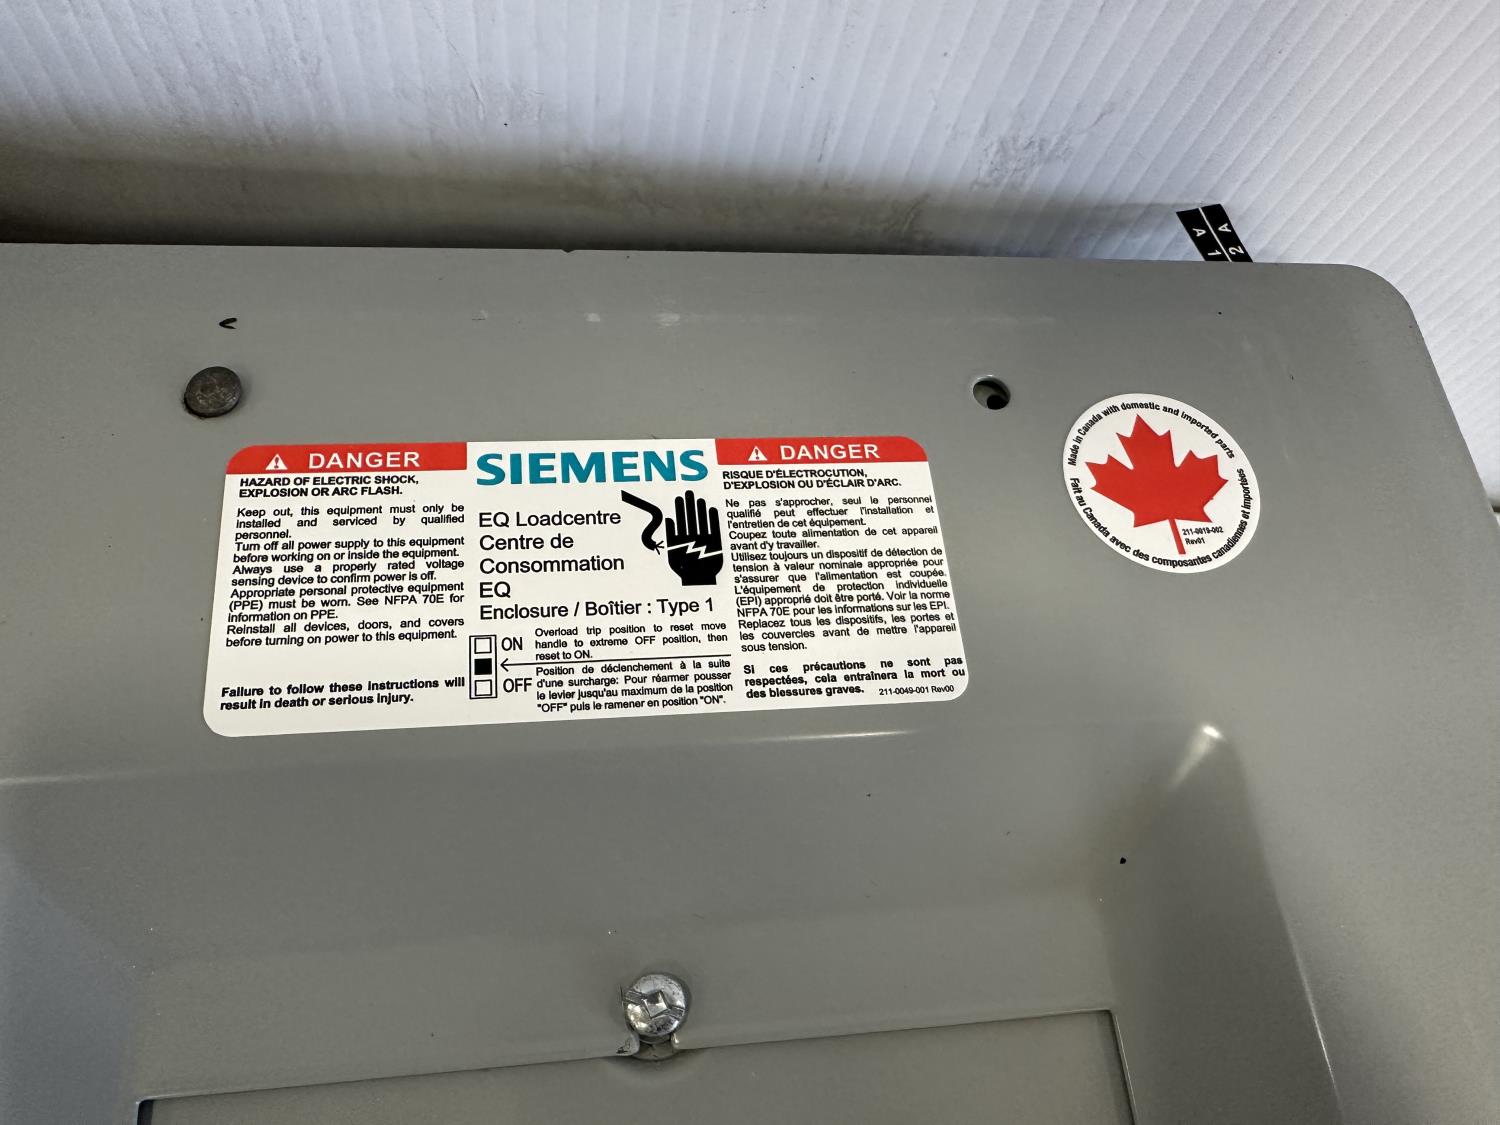 DANGER
HAZARD OF ELECTRIC SHOCK,
EXPLOSION OR ARC FLASH.
Keep out, this equipment must only be
installed and serviced by qualified
personnel.
Turn off all power supply to this equipment
before working on or inside the equipment.
Always use a properly rated voltage
sensing device to confirm power is off.
Appropriate personal protective equipment
(PPE) must be worn. See NFPA 70E for
information on PPE.
Reinstall all devices, doors, and covers
before turning on power to this equipment.
Failure to follow these instructions will
result in death or serious injury.
SIEMENS
EQ Loadcentre
Centre de
Consommation
EQ
Enclosure / Boîtier : Type 1
ON
OFF
Overload trip position to reset move
handle to extreme OFF position, then
reset to ON.
Position de déclenchement à la suite
d'une surcharge: Pour réarmer pousser
le levier jusqu'au maximum de la position
"OFF" puis le ramener en position "ON".
DANGER
RISQUE D'ÉLECTROCUTION,
D'EXPLOSION OU D'ÉCLAIR D'ARC.
Ne pas s'approcher, seul le personnel
qualifié peut effectuer l'installation et
l'entretien de cet équipement.
Coupez toute alimentation de cet appareil
avant d'y travailler.
Utilisez toujours un dispositif de détection de
tension à valeur nominale appropriée pour
s'assurer que l'alimentation est coupée.
L'équipement de protection individuelle
(EPI) approprié doit être porté. Voir la norme
NFPA 70E pour les informations sur les EPI.
Replacez tous les dispositifs, les portes et
les couvercles avant de mettre l'appareil
sous tension.
Si ces précautions ne sont pas
respectées, cela entraînera la mort ou
des blessures graves.
211-0049-001 Rev00
Made in Canada with domestic and imported parts
Fait au Canada avec des composantes canadiennes et importées
211-0019-002
Rev01
1 A
2 A